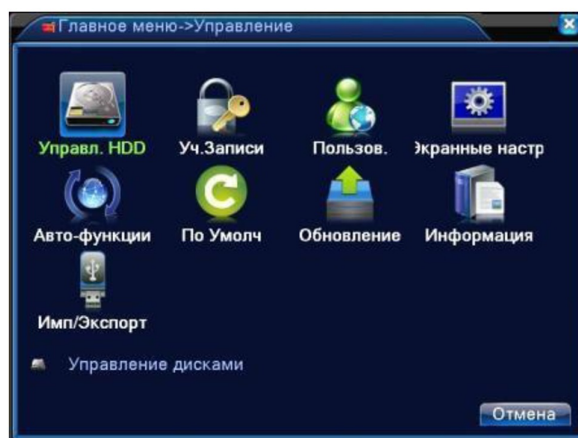 Главное меню->Управление
Управл. HDD Уч.Записи Пользов. Экранные настр
Авто-функции По Умолч Обновление Информация
Имп/Экспорт
Управление дисками
Отмена